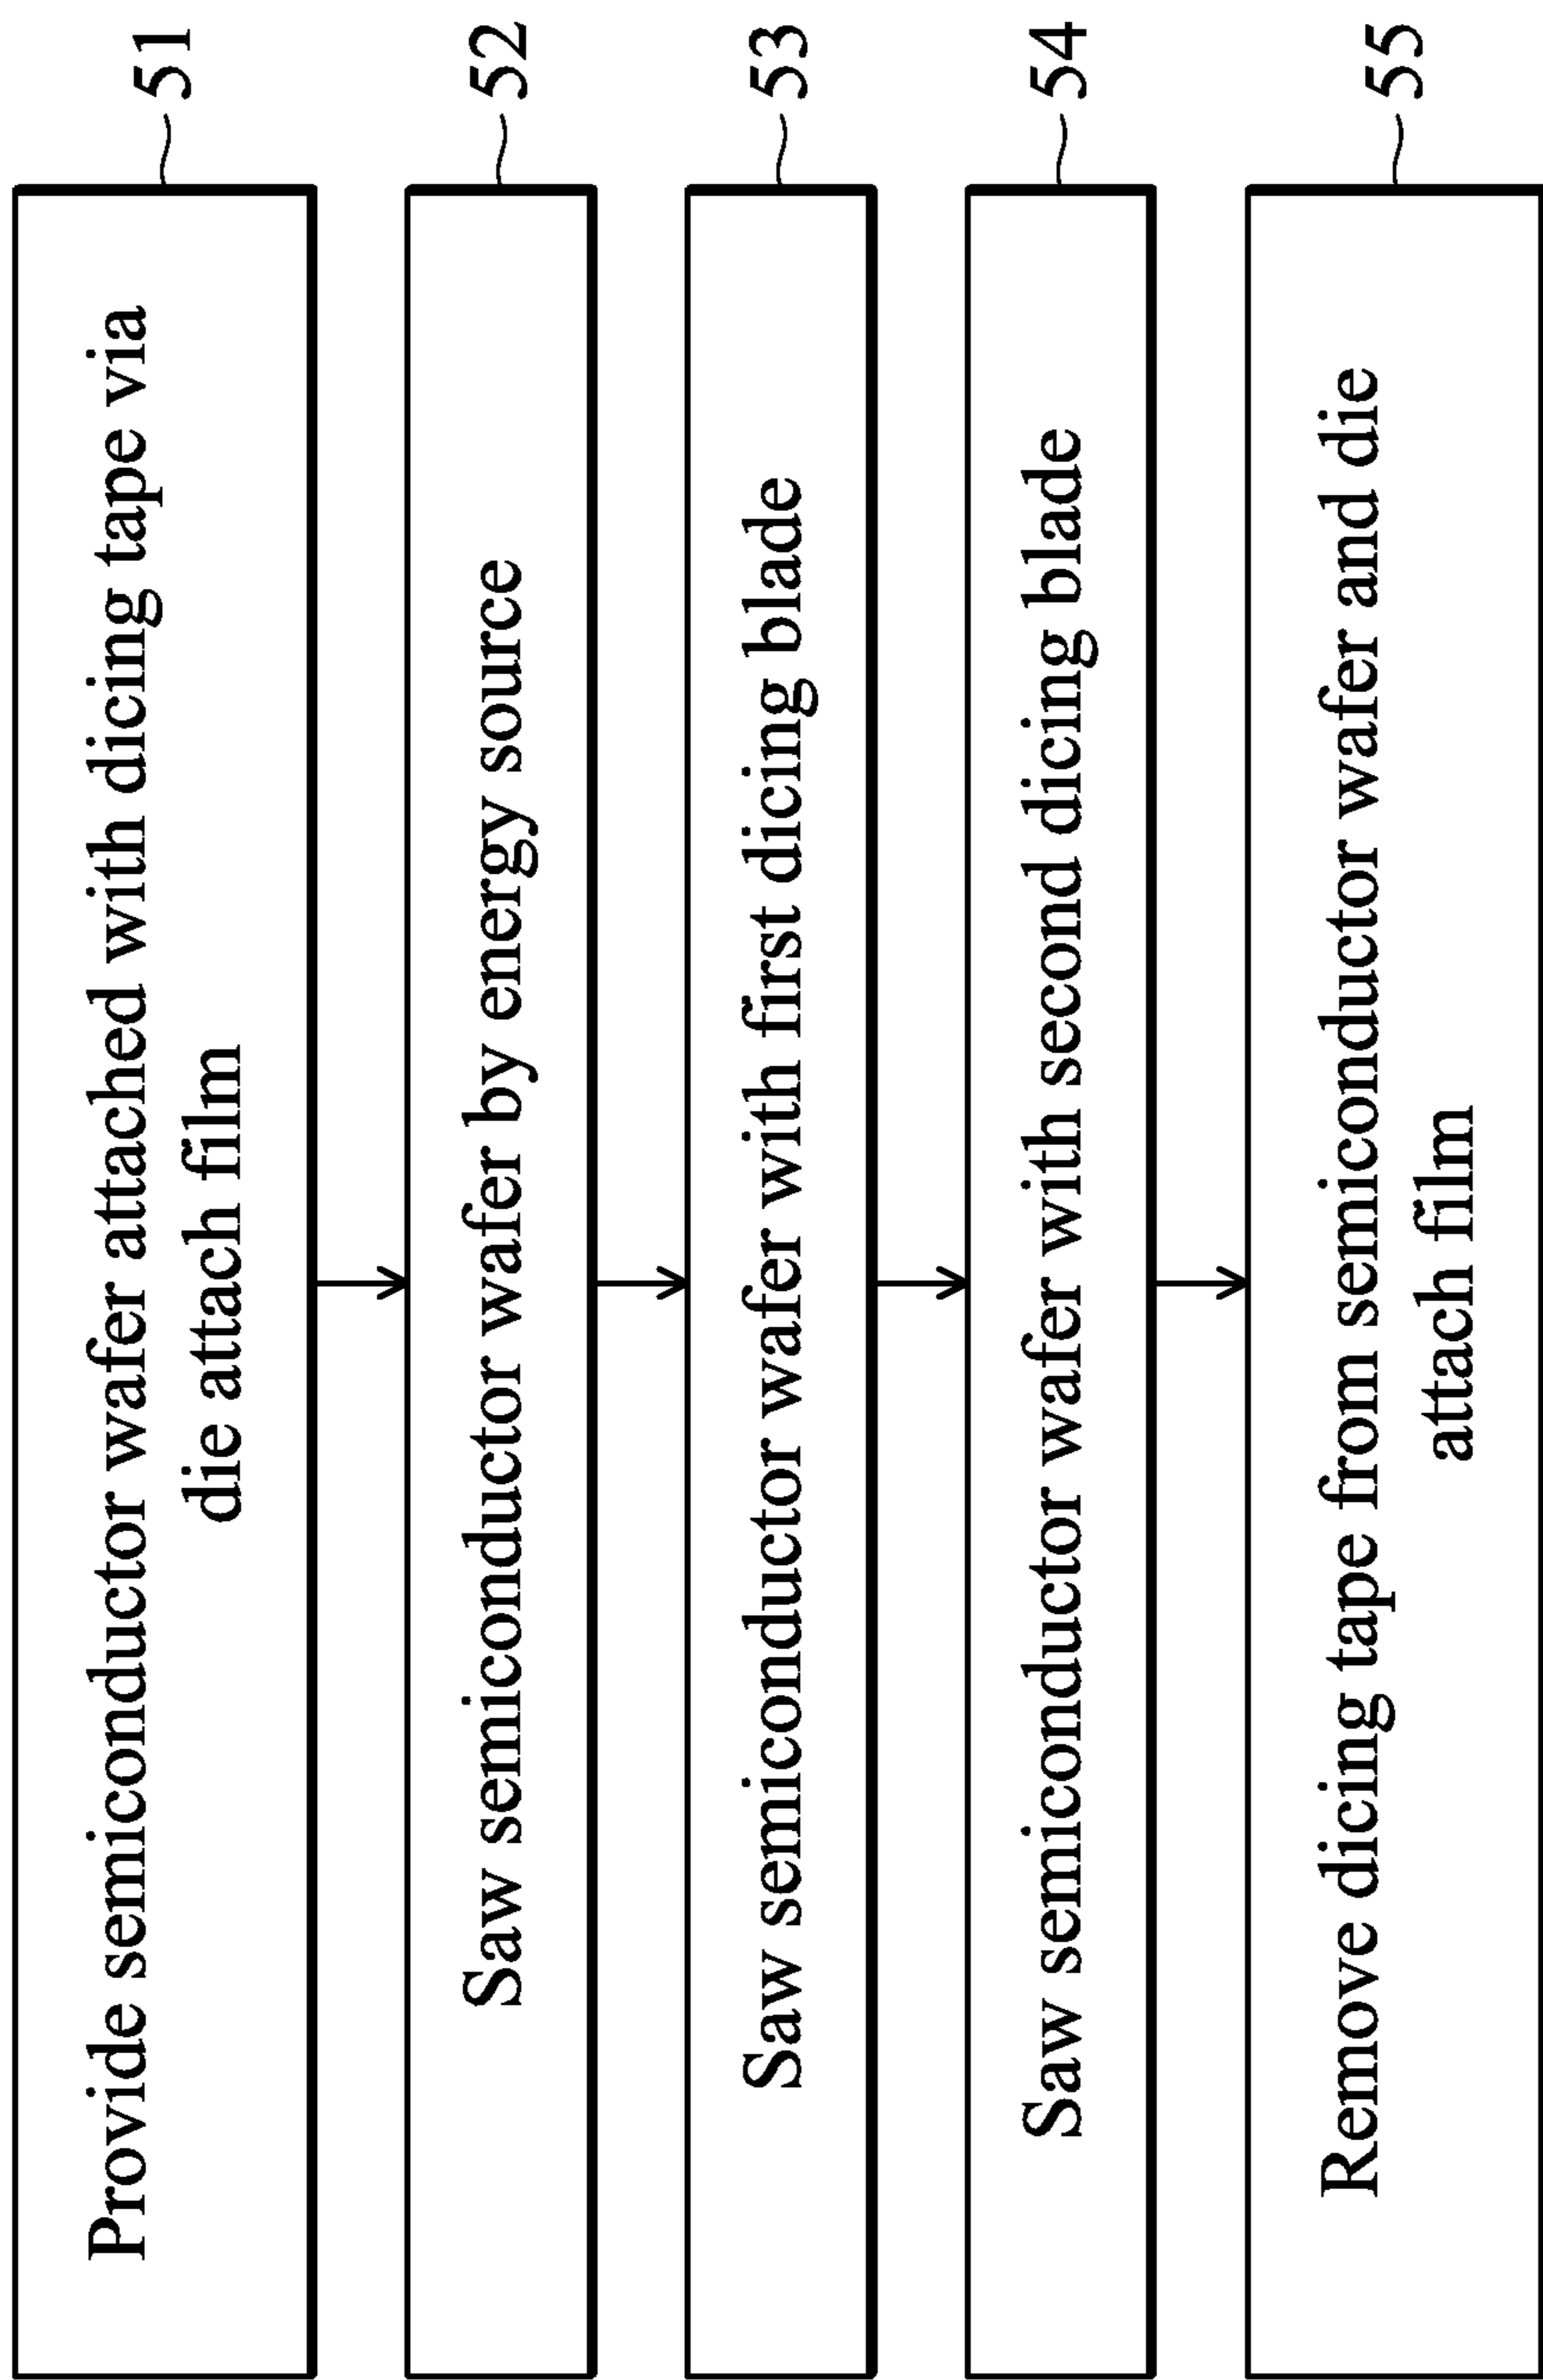 Provide semiconductor wafer attached with dicing tape via
die attach film
51
Saw semiconductor wafer by energy source
52
Saw semiconductor wafer with first dicing blade
53
Saw semiconductor wafer with second dicing blade
54
Remove dicing tape from semiconductor wafer and die
attach film
55